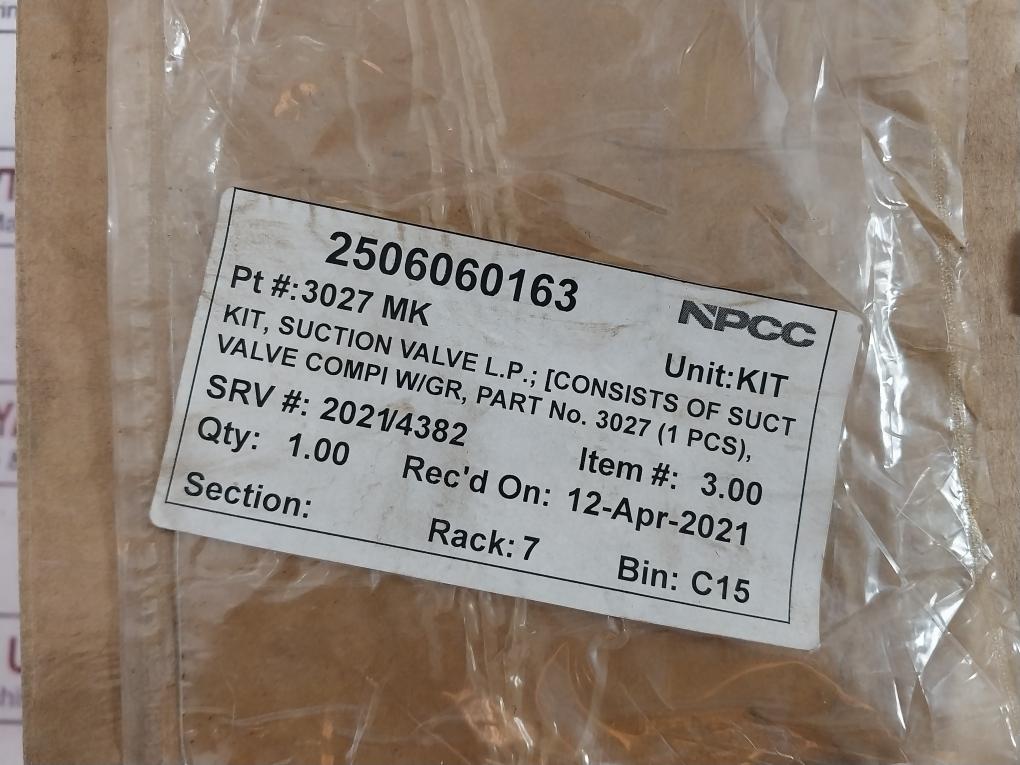 2506060163
NPCC
Pt #:3027 MK
Unit:KIT
KIT, SUCTION VALVE L.P.; [CONSISTS OF SUCT
VALVE COMPI W/GR, PART No. 3027 (1 PCS),
SRV #: 2021/4382
Item #: 3.00
Qty: 1.00
Rec'd On: 12-Apr-2021
Section:
Rack: 7
Bin: C15